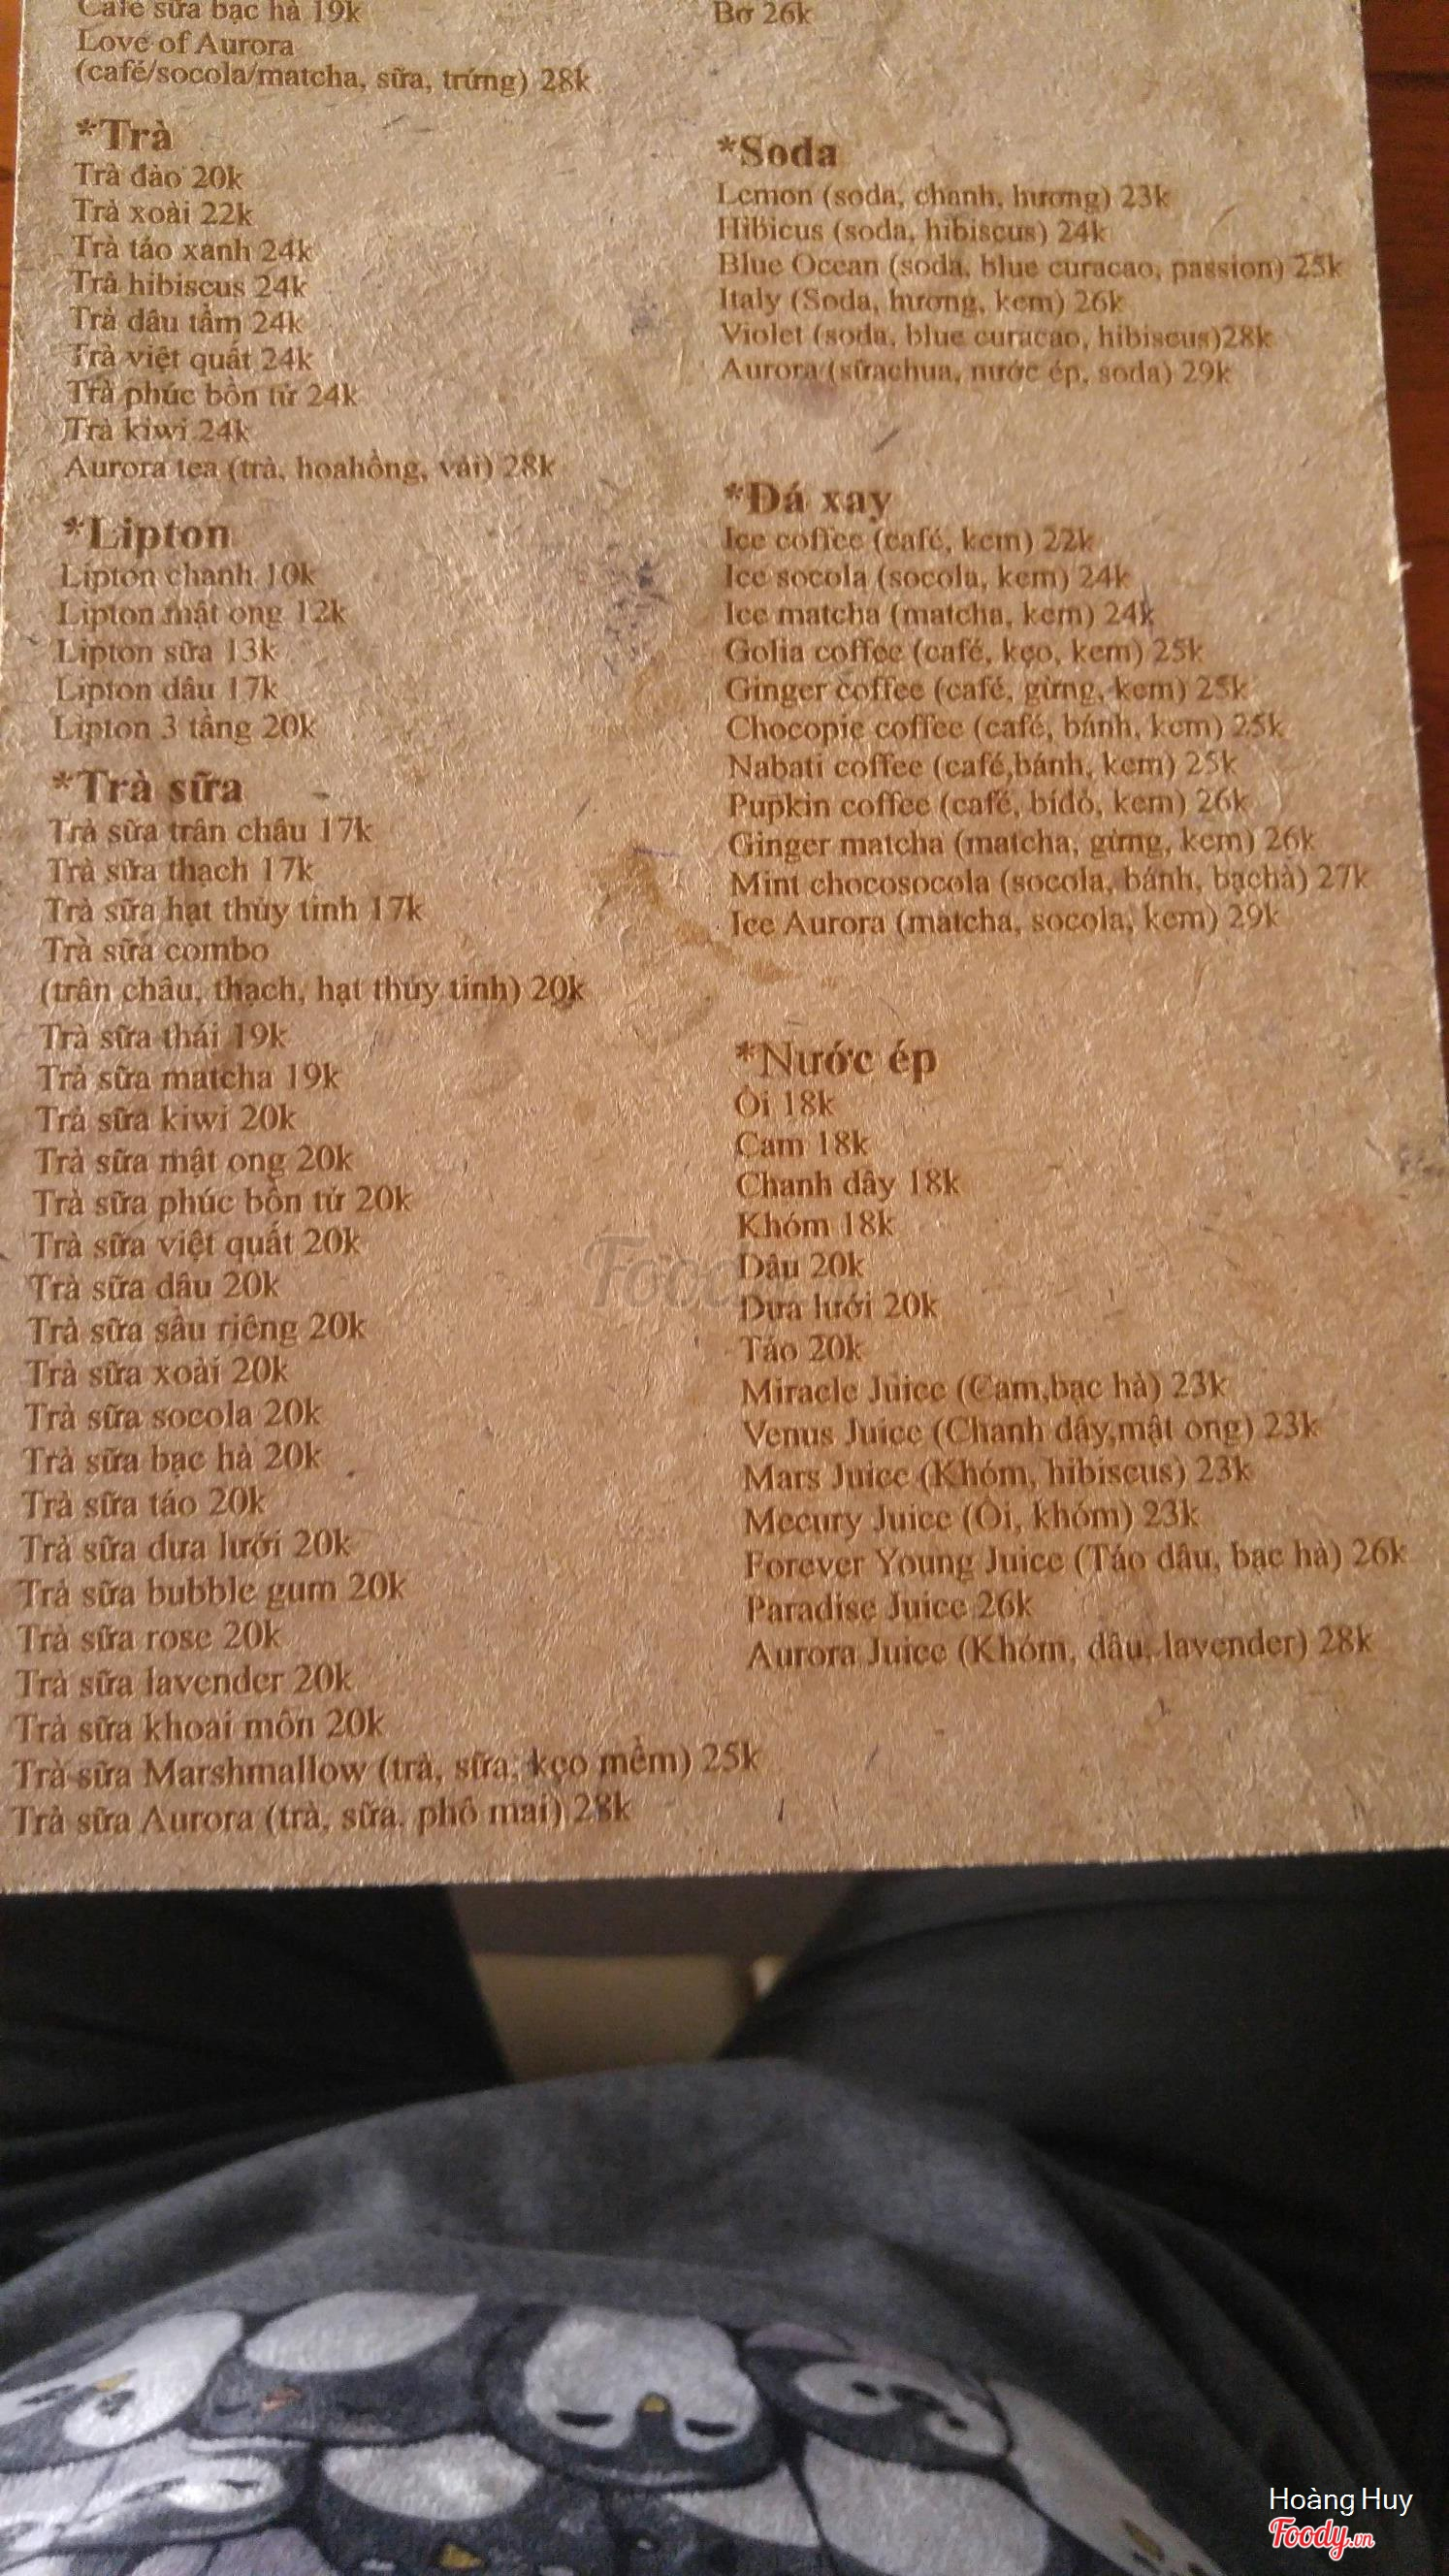 Café sữa bạc hà 19k
Love of Aurora
(café/socola/matcha, sữa, trứng) 28k
*Trà
Trà đào 20k
Trà xoài 22k
Trà táo xanh 24k
Trà hibiscus 24k
Trà dâu tằm 24k
Trà việt quất 24k
Trà phúc bồn tử 24k
Trà kiwi 24k
Aurora tea (trà, hoahồng, vải) 28k
*Lipton
Lipton chanh 10k
Lipton mật ong 12k
Lipton sữa 13k
Lipton dâu 17k
Lipton 3 tầng 20k
*Trà sữa
Trà sữa trân châu 17k
Trà sữa thạch 17k
Trà sữa hạt thủy tinh 17k
Trà sữa combo
(trân châu, thạch, hạt thủy tinh) 20k
Trà sữa thái 19k
Trà sữa matcha 19k
Trà sữa kiwi 20k
Trà sữa mật ong 20k
Trà sữa phúc bồn tử 20k
Trà sữa việt quất 20k
Trà sữa dâu 20k
Trà sữa sầu riêng 20k
Trà sữa xoài 20k
Trà sữa socola 20k
Trà sữa bạc hà 20k
Trà sữa táo 20k
Trà sữa dưa lưới 20k
Trà sữa bubble gum 20k
Trà sữa rose 20k
Trà sữa lavender 20k
Trà sữa khoai môn 20k
Trà sữa Marshmallow (trà, sữa, kẹo mềm) 25k
Trà sữa Aurora (trà, sữa, phô mai) 28k
Bơ 26k
*Soda
Lemon (soda, chanh, hương) 23k
Hibicus (soda, hibiscus) 24k
Blue Ocean (soda, blue curacao, passion) 25k
Italy (Soda, hương, kem) 26k
Violet (soda, blue curacao, hibiscus)28k
Aurora (sữachua, nước ép, soda) 29k
*Đá xay
Ice coffee (café, kem) 22k
Ice socola (socola, kem) 24k
Ice matcha (matcha, kem) 24k
Golia coffee (café, kẹo, kem) 25k
Ginger coffee (café, gừng, kem) 25k
Chocopie coffee (café, bánh, kem) 25k
Nabati coffee (café,bánh, kem) 25k
Pupkin coffee (café, bídỏ, kem) 26k
Ginger matcha (matcha, gừng, kem) 26k
Mint chocosocola (socola, bánh, bạchà) 27k
Ice Aurora (matcha, socola, kem) 29k
*Nước ép
Ổi 18k
Cam 18k
Chanh dây 18k
Khóm 18k
Dâu 20k
Dưa lưới 20k
Táo 20k
Miracle Juice (Cam,bạc hà) 23k
Venus Juice (Chanh dây,mật ong) 23k
Mars Juice (Khóm, hibiscus) 23k
Mecury Juice (Ổi, khóm) 23k
Forever Young Juice (Táo dâu, bạc hà) 26k
Paradise Juice 26k
Aurora Juice (Khóm, dâu, lavender) 28k
Hoàng Huy
Foody.vn